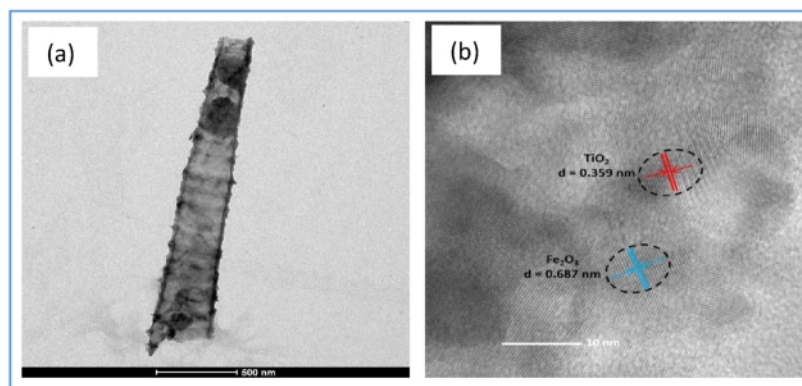 (a)
(b)
TiO₂
d = 0.359 nm
Fe₂O₃
d = 0.687 nm
500 nm
10 nm